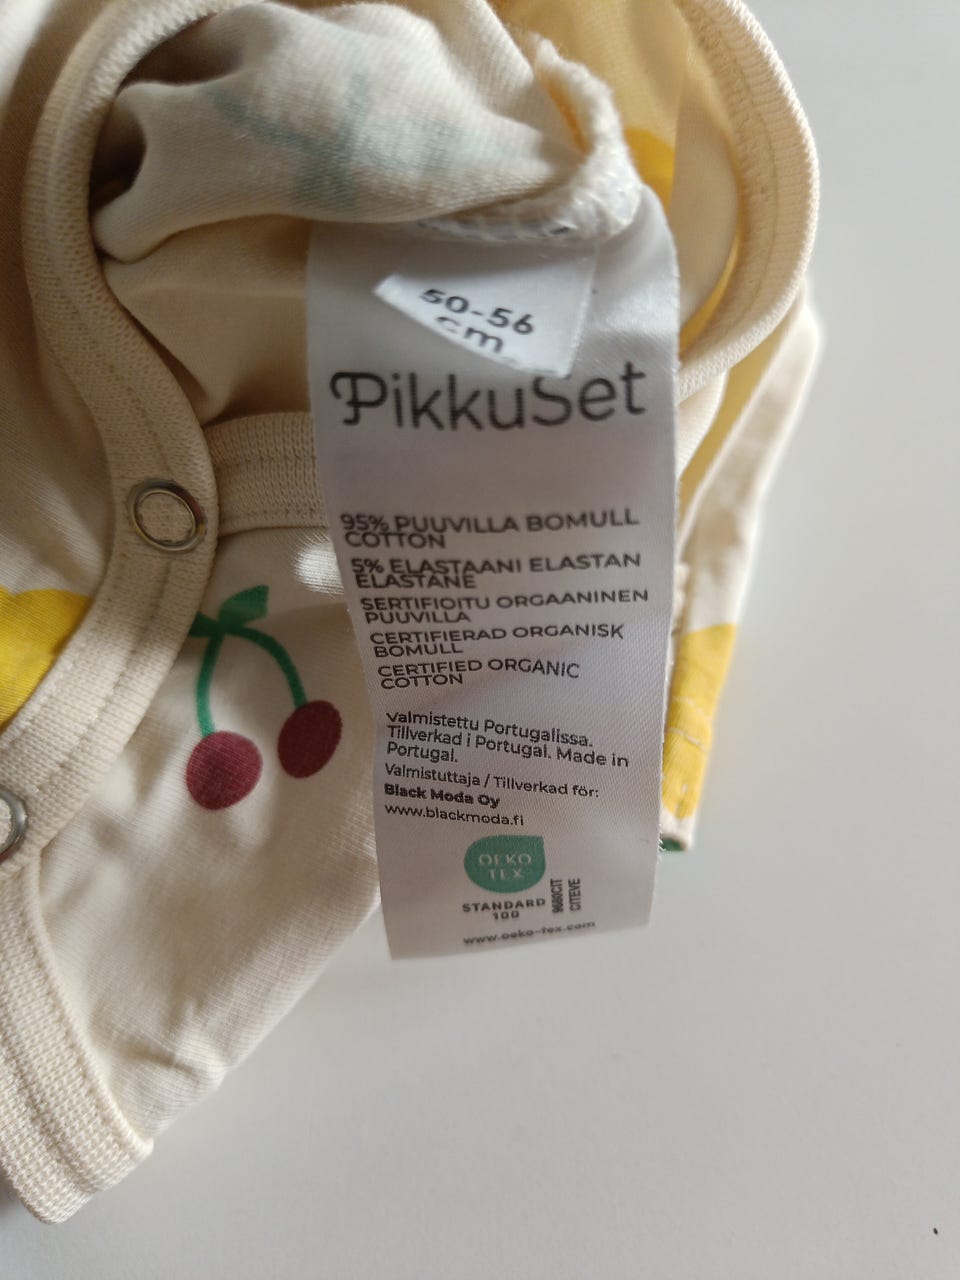 50-56
cm
PikkuSet
95% PUUVILLA BOMULL
COTTON
5% ELASTAANI ELASTAN
ELASTANE
SERTIFIOITU ORGAANINEN
PUUVILLA
CERTIFIERAD ORGANISK
BOMULL
CERTIFIED ORGANIC
COTTON
Valmistettu Portugalissa.
Tillverkad i Portugal. Made in
Portugal.
Valmistuttaja / Tillverkad för:
Black Moda Oy
www.blackmoda.fi
OEKO
TEX
STANDARD
100
9680CIT
CITEVE
www.oeko-tex.com